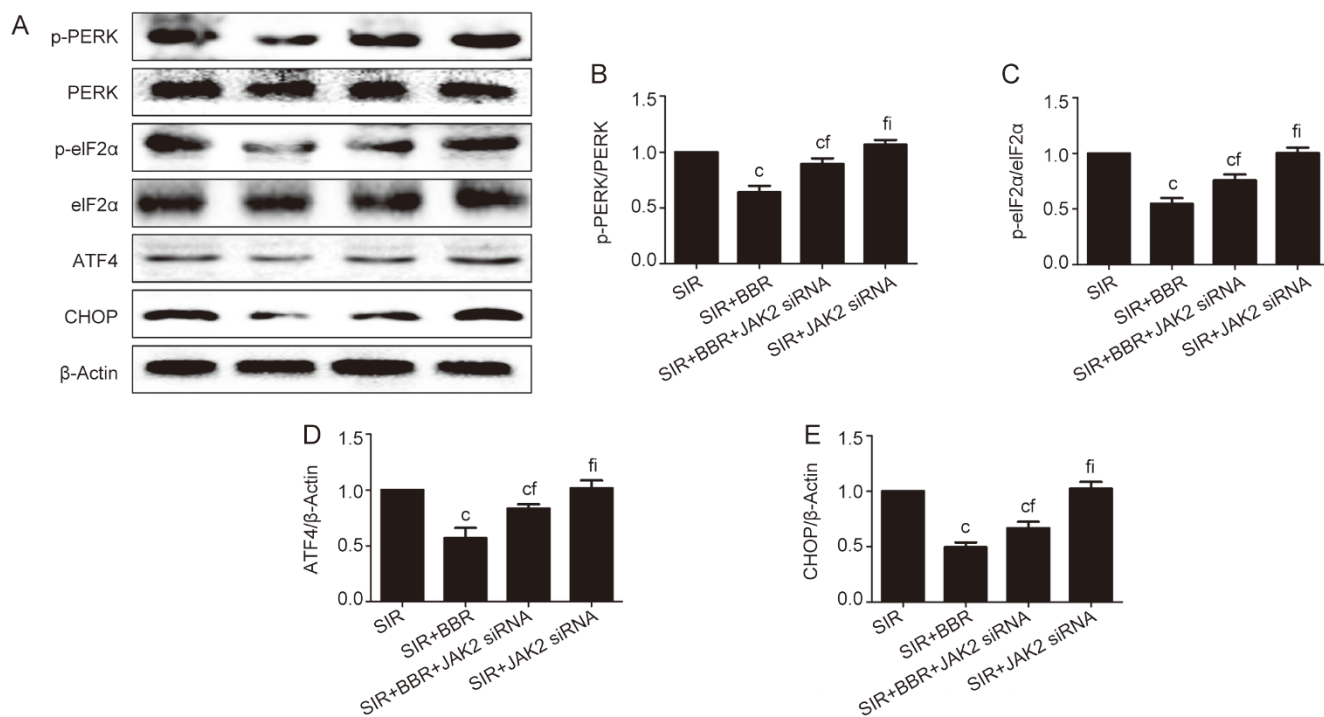 A
p-PERK
PERK
p-eIF2α
eIF2α
ATF4
CHOP
β-Actin
B
p-PERK/PERK
1.5
1.0
0.5
0.0
c
cf
fi
SIR
SIR+BBR
SIR+BBR+JAK2 siRNA
SIR+JAK2 siRNA
C
p-eIF2α/eIF2α
1.5
1.0
0.5
0.0
c
cf
fi
SIR
SIR+BBR
SIR+BBR+JAK2 siRNA
SIR+JAK2 siRNA
D
ATF4/β-Actin
1.5
1.0
0.5
0.0
c
cf
fi
SIR
SIR+BBR
SIR+BBR+JAK2 siRNA
SIR+JAK2 siRNA
E
CHOP/β-Actin
1.5
1.0
0.5
0.0
c
cf
fi
SIR
SIR+BBR
SIR+BBR+JAK2 siRNA
SIR+JAK2 siRNA